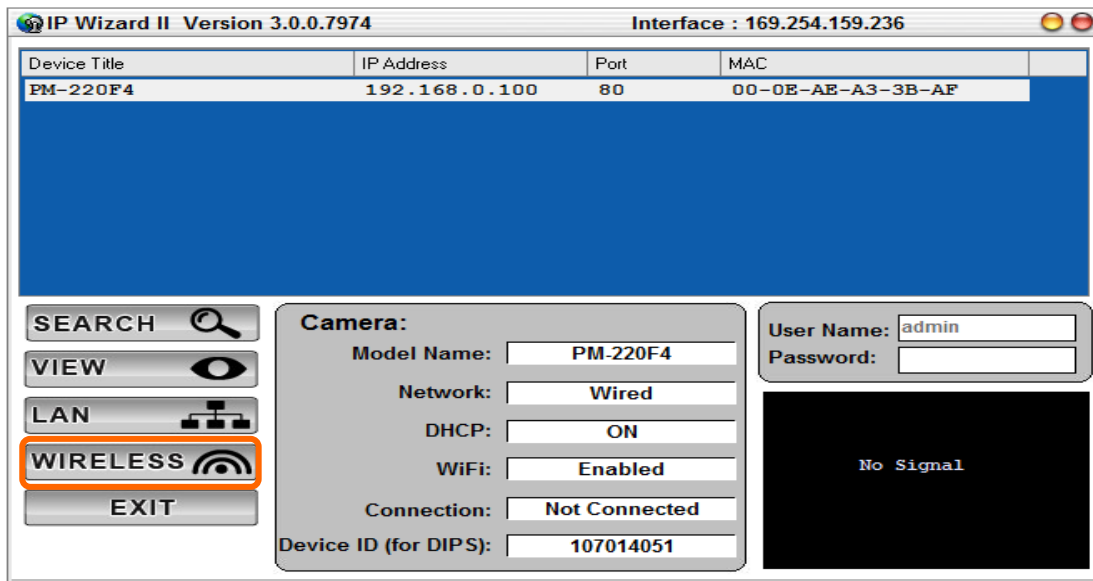 IP Wizard II Version 3.0.0.7974 Interface : 169.254.159.236
Device Title IP Address Port MAC
PM-220F4 192.168.0.100 80 00-0E-AE-A3-3B-AF
SEARCH
VIEW
LAN
WIRELESS
EXIT
Camera:
Model Name: PM-220F4
Network: Wired
DHCP: ON
WiFi: Enabled
Connection: Not Connected
Device ID (for DIPS): 107014051
User Name: admin
Password:
No Signal